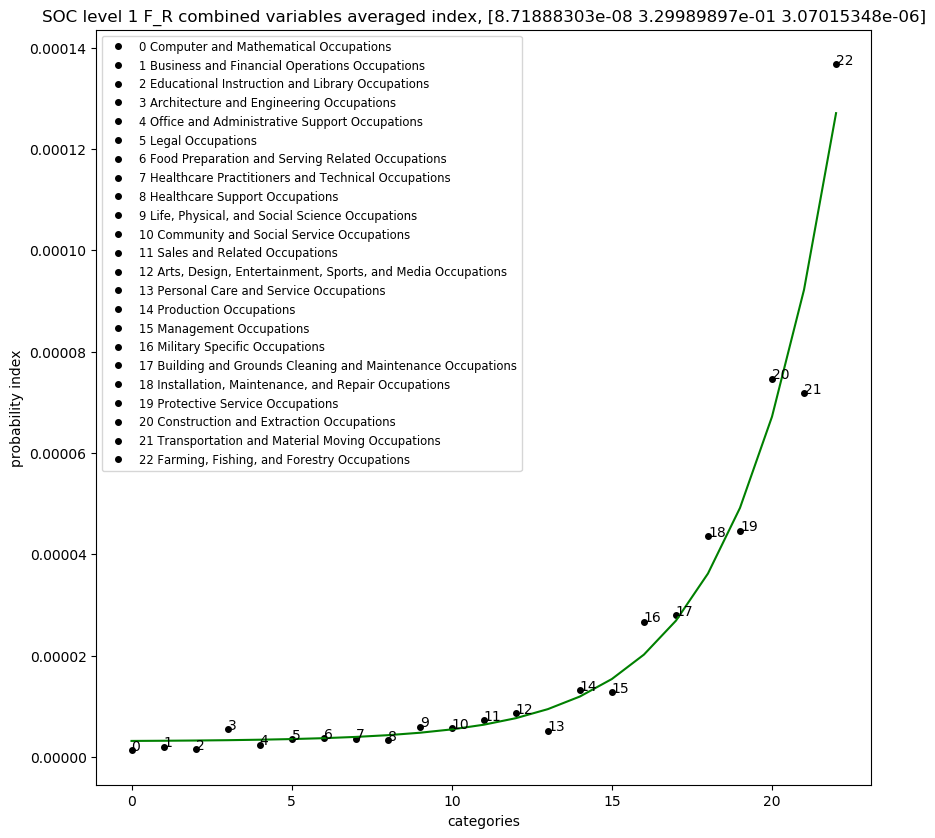 SOC level 1 F_R combined variables averaged index, [8.71888303e-08 3.29989897e-01 3.07015348e-06]
0 Computer and Mathematical Occupations
1 Business and Financial Operations Occupations
2 Educational Instruction and Library Occupations
3 Architecture and Engineering Occupations
4 Office and Administrative Support Occupations
5 Legal Occupations
6 Food Preparation and Serving Related Occupations
7 Healthcare Practitioners and Technical Occupations
8 Healthcare Support Occupations
9 Life, Physical, and Social Science Occupations
10 Community and Social Service Occupations
11 Sales and Related Occupations
12 Arts, Design, Entertainment, Sports, and Media Occupations
13 Personal Care and Service Occupations
14 Production Occupations
15 Management Occupations
16 Military Specific Occupations
17 Building and Grounds Cleaning and Maintenance Occupations
18 Installation, Maintenance, and Repair Occupations
19 Protective Service Occupations
20 Construction and Extraction Occupations
21 Transportation and Material Moving Occupations
22 Farming, Fishing, and Forestry Occupations
probability index
0.00014
0.00012
0.00010
0.00008
0.00006
0.00004
0.00002
0.00000
0
1
2
3
4
5
6
7
8
9
10
11
12
13
14
15
16
17
18
19
20
21
22
0
5
10
15
20
categories